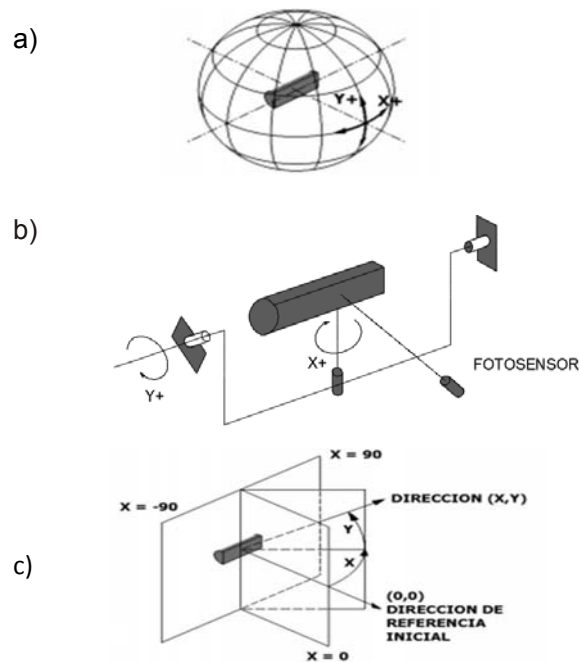 a)
Y+
X+
b)
X+
FOTOSENSOR
Y+
c)
X = 90
X = -90
DIRECCION (X,Y)
Y
X
(0,0)
DIRECCION DE
REFERENCIA
INICIAL
X = 0